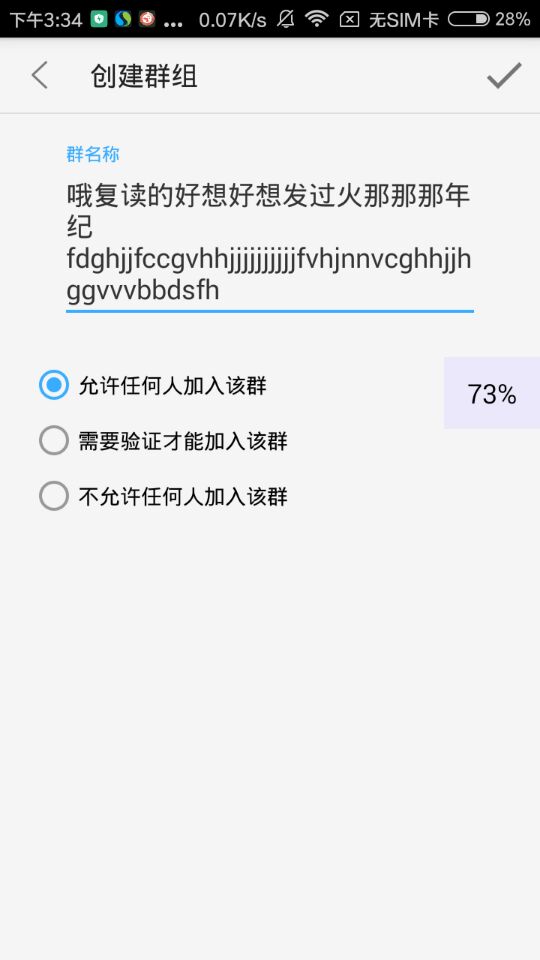 下午3:34 ... 0.07K/s 无SIM卡 28%
创建群组
群名称
哦复读的好想好想发过火那那那年
纪
fdghjjfccgvhhjjjjjjjjjjfvhjnnvcghhjjh
ggvvvbbdsfh
允许任何人加入该群
73%
需要验证才能加入该群
不允许任何人加入该群